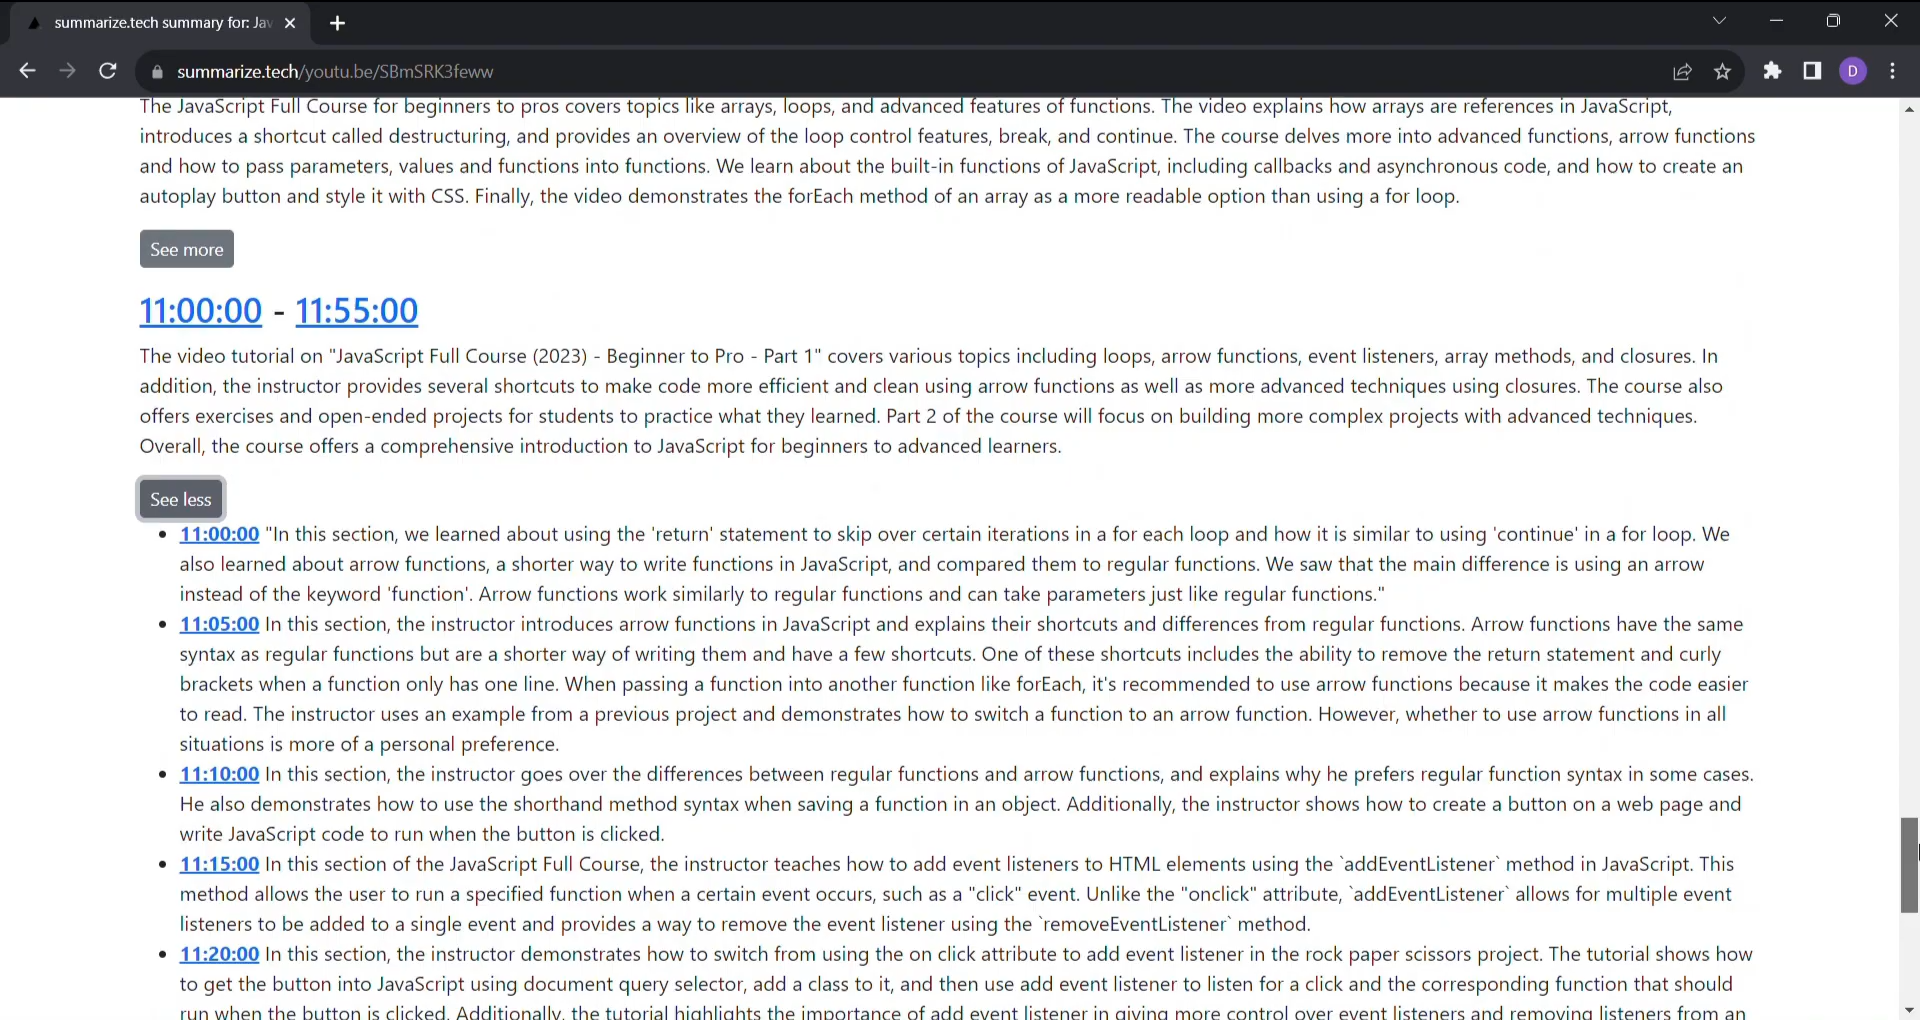 summarize.tech summary for: Jav
summarize.tech/youtu.be/SBmSRK3feww
D
The JavaScript Full Course for beginners to pros covers topics like arrays, loops, and advanced features of functions. The video explains how arrays are references in JavaScript,
introduces a shortcut called destructuring, and provides an overview of the loop control features, break, and continue. The course delves more into advanced functions, arrow functions
and how to pass parameters, values and functions into functions. We learn about the built-in functions of JavaScript, including callbacks and asynchronous code, and how to create an
autoplay button and style it with CSS. Finally, the video demonstrates the forEach method of an array as a more readable option than using a for loop.
See more
11:00:00 - 11:55:00
The video tutorial on "JavaScript Full Course (2023) - Beginner to Pro - Part 1" covers various topics including loops, arrow functions, event listeners, array methods, and closures. In
addition, the instructor provides several shortcuts to make code more efficient and clean using arrow functions as well as more advanced techniques using closures. The course also
offers exercises and open-ended projects for students to practice what they learned. Part 2 of the course will focus on building more complex projects with advanced techniques.
Overall, the course offers a comprehensive introduction to JavaScript for beginners to advanced learners.
See less
• 11:00:00 "In this section, we learned about using the 'return' statement to skip over certain iterations in a for each loop and how it is similar to using 'continue' in a for loop. We
also learned about arrow functions, a shorter way to write functions in JavaScript, and compared them to regular functions. We saw that the main difference is using an arrow
instead of the keyword 'function'. Arrow functions work similarly to regular functions and can take parameters just like regular functions."
• 11:05:00 In this section, the instructor introduces arrow functions in JavaScript and explains their shortcuts and differences from regular functions. Arrow functions have the same
syntax as regular functions but are a shorter way of writing them and have a few shortcuts. One of these shortcuts includes the ability to remove the return statement and curly
brackets when a function only has one line. When passing a function into another function like forEach, it's recommended to use arrow functions because it makes the code easier
to read. The instructor uses an example from a previous project and demonstrates how to switch a function to an arrow function. However, whether to use arrow functions in all
situations is more of a personal preference.
• 11:10:00 In this section, the instructor goes over the differences between regular functions and arrow functions, and explains why he prefers regular function syntax in some cases.
He also demonstrates how to use the shorthand method syntax when saving a function in an object. Additionally, the instructor shows how to create a button on a web page and
write JavaScript code to run when the button is clicked.
• 11:15:00 In this section of the JavaScript Full Course, the instructor teaches how to add event listeners to HTML elements using the `addEventListener` method in JavaScript. This
method allows the user to run a specified function when a certain event occurs, such as a "click" event. Unlike the "onclick" attribute, `addEventListener` allows for multiple event
listeners to be added to a single event and provides a way to remove the event listener using the `removeEventListener` method.
• 11:20:00 In this section, the instructor demonstrates how to switch from using the on click attribute to add event listener in the rock paper scissors project. The tutorial shows how
to get the button into JavaScript using document query selector, add a class to it, and then use add event listener to listen for a click and the corresponding function that should
run when the button is clicked. Additionally, the tutorial highlights the importance of add event listener in giving more control over event listeners and removing listeners from an